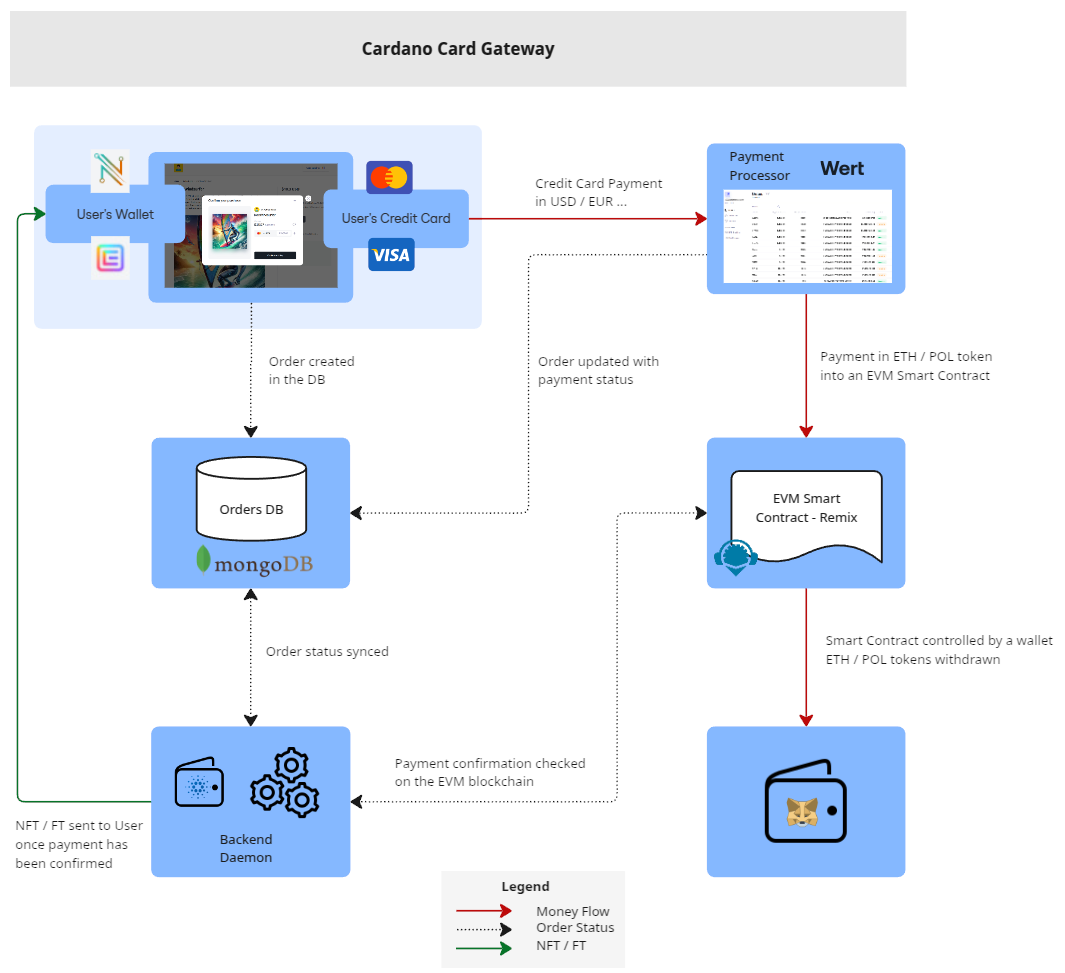 Cardano Card Gateway
User's Wallet
User's Credit Card
VISA
Credit Card Payment
in USD / EUR ...
Payment
Processor
Wert
Order created
in the DB
Order updated with
payment status
Payment in ETH / POL token
into an EVM Smart Contract
Orders DB
mongoDB
EVM Smart
Contract - Remix
Order status synced
Smart Contract controlled by a wallet
ETH / POL tokens withdrawn
Payment confirmation checked
on the EVM blockchain
Backend
Daemon
NFT / FT sent to User
once payment has
been confirmed
Legend
Money Flow
Order Status
NFT / FT